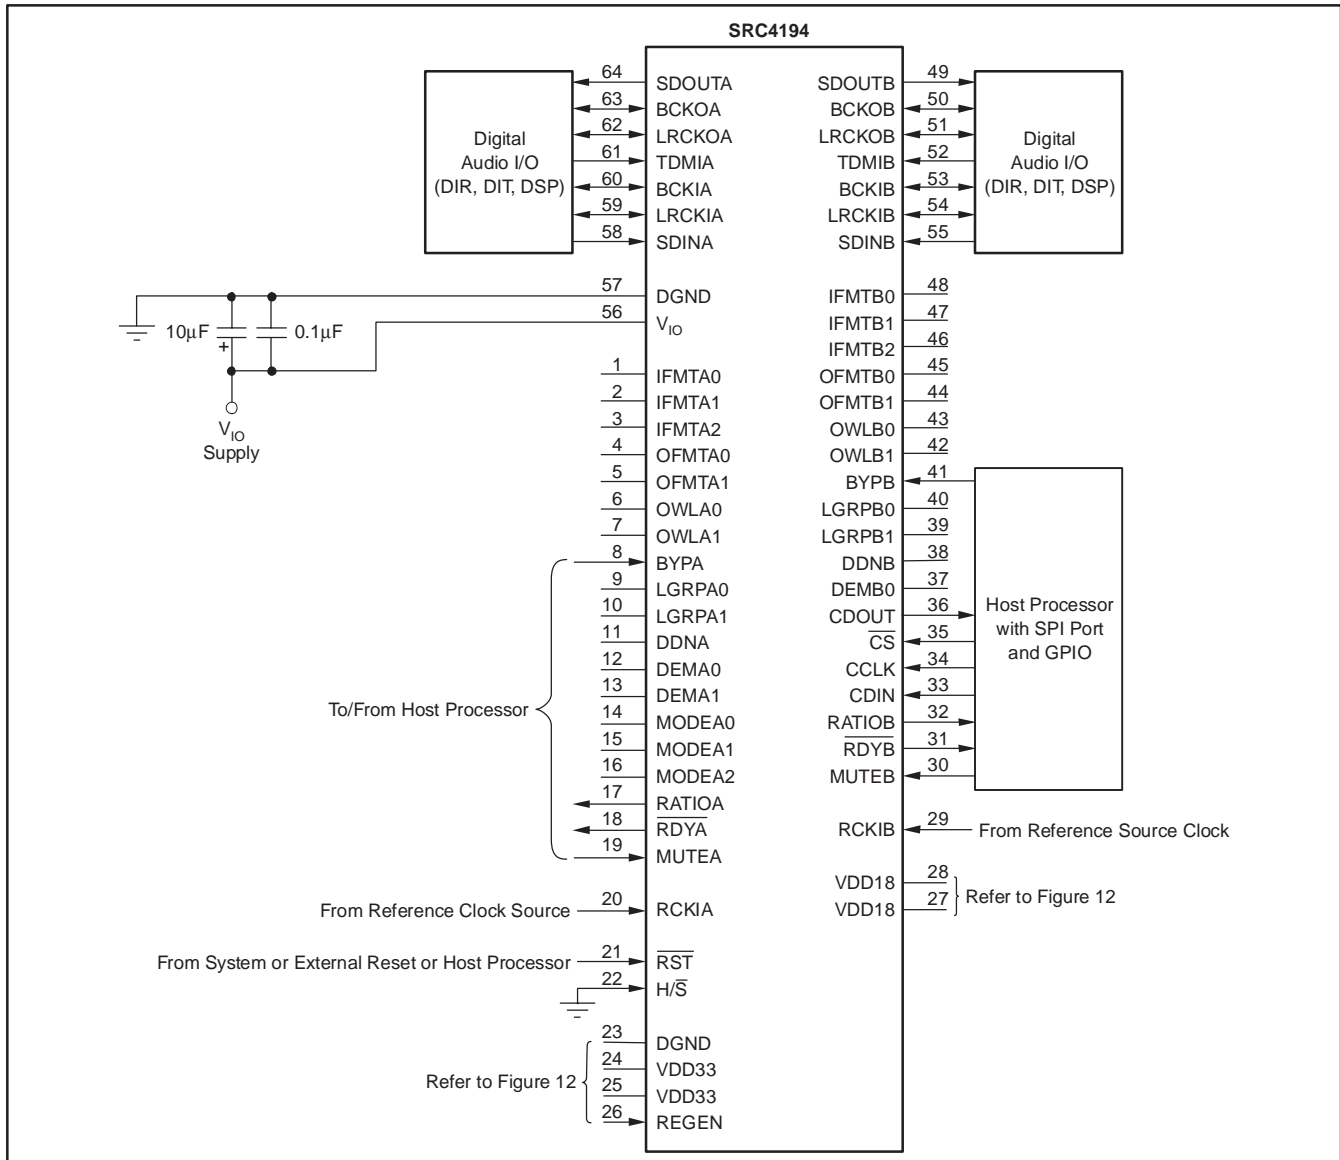 SRC4194
Digital
Audio I/O
(DIR, DIT, DSP)
64 SDOUTA
63 BCKOA
62 LRCKOA
61 TDMIA
60 BCKIA
59 LRCKIA
58 SDINA
57 DGND
56 VIO
10µF
+
0.1µF
VIO
Supply
1 IFMTA0
2 IFMTA1
3 IFMTA2
4 OFMTA0
5 OFMTA1
6 OWLA0
7 OWLA1
To/From Host Processor
8 BYPA
9 LGRPA0
10 LGRPA1
11 DDNA
12 DEMA0
13 DEMA1
14 MODEA0
15 MODEA1
16 MODEA2
17 RATIOA
18 RDYA
19 MUTEA
From Reference Clock Source 20 RCKIA
From System or External Reset or Host Processor 21 RST
22 H/S
Refer to Figure 12
23 DGND
24 VDD33
25 VDD33
26 REGEN
SDOUTB 49
BCKOB 50
LRCKOB 51
TDMIB 52
BCKIB 53
LRCKIB 54
SDINB 55
Digital
Audio I/O
(DIR, DIT, DSP)
IFMTB0 48
IFMTB1 47
IFMTB2 46
OFMTB0 45
OFMTB1 44
OWLB0 43
OWLB1 42
BYPB 41
LGRPB0 40
LGRPB1 39
DDNB 38
DEMB0 37
CDOUT 36
CS 35
CCLK 34
CDIN 33
RATIOB 32
RDYB 31
MUTEB 30
Host Processor
with SPI Port
and GPIO
RCKIB 29 From Reference Source Clock
VDD18 28
VDD18 27
Refer to Figure 12